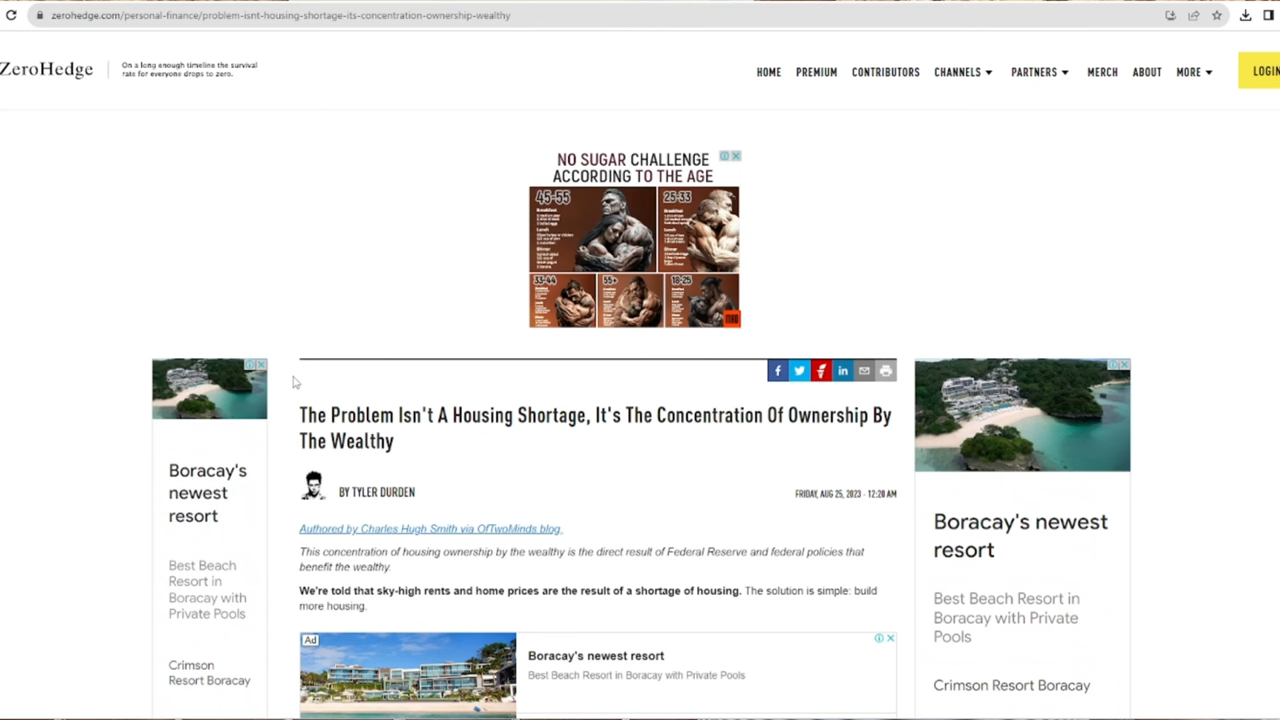 zerohedge.com/personal-finance/problem-isnt-housing-shortage-its-concentration-ownership-wealthy
ZeroHedge
On a long enough timeline the survival
rate for everyone drops to zero.
HOME PREMIUM CONTRIBUTORS CHANNELS PARTNERS MERCH ABOUT MORE LOGIN
NO SUGAR CHALLENGE
ACCORDING TO THE AGE
45-55
25-33
33-44
55+
18-25
The Problem Isn't A Housing Shortage, It's The Concentration Of Ownership By
The Wealthy
BY TYLER DURDEN
FRIDAY, AUG 25, 2023 - 12:20 AM
Authored by Charles Hugh Smith via OfTwoMinds blog,
This concentration of housing ownership by the wealthy is the direct result of Federal Reserve and federal policies that
benefit the wealthy.
We're told that sky-high rents and home prices are the result of a shortage of housing. The solution is simple: build
more housing.
Ad
Boracay's newest resort
Best Beach Resort in Boracay with Private Pools
Boracay's
newest
resort
Best Beach
Resort in
Boracay with
Private Pools
Crimson
Resort Boracay
Boracay's newest
resort
Best Beach Resort in
Boracay with Private
Pools
Crimson Resort Boracay